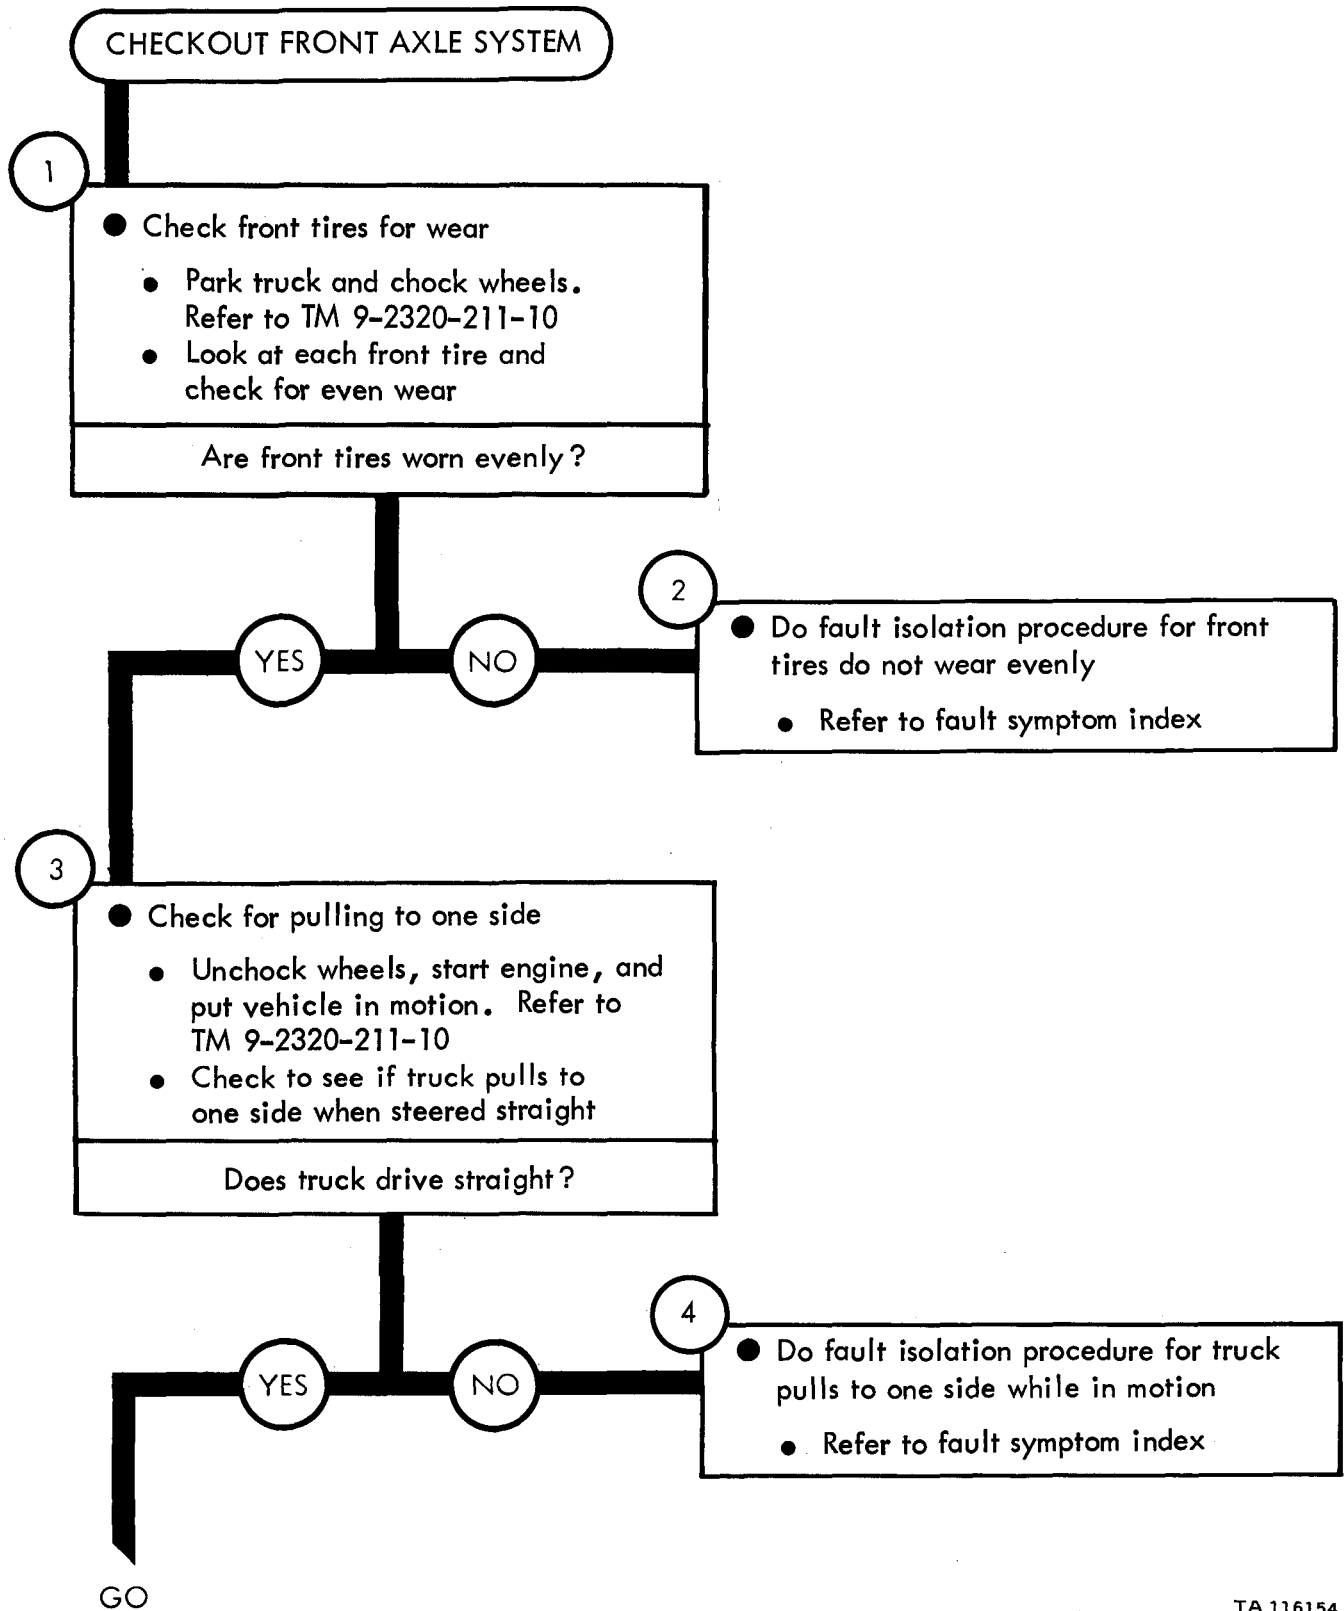 CHECKOUT FRONT AXLE SYSTEM
1
● Check front tires for wear
● Park truck and chock wheels.
Refer to TM 9-2320-211-10
● Look at each front tire and
check for even wear
Are front tires worn evenly?
YES
NO
2
● Do fault isolation procedure for front
tires do not wear evenly
● Refer to fault symptom index
3
● Check for pulling to one side
● Unchock wheels, start engine, and
put vehicle in motion. Refer to
TM 9-2320-211-10
● Check to see if truck pulls to
one side when steered straight
Does truck drive straight?
YES
NO
4
● Do fault isolation procedure for truck
pulls to one side while in motion
● Refer to fault symptom index
GO
TA 116154